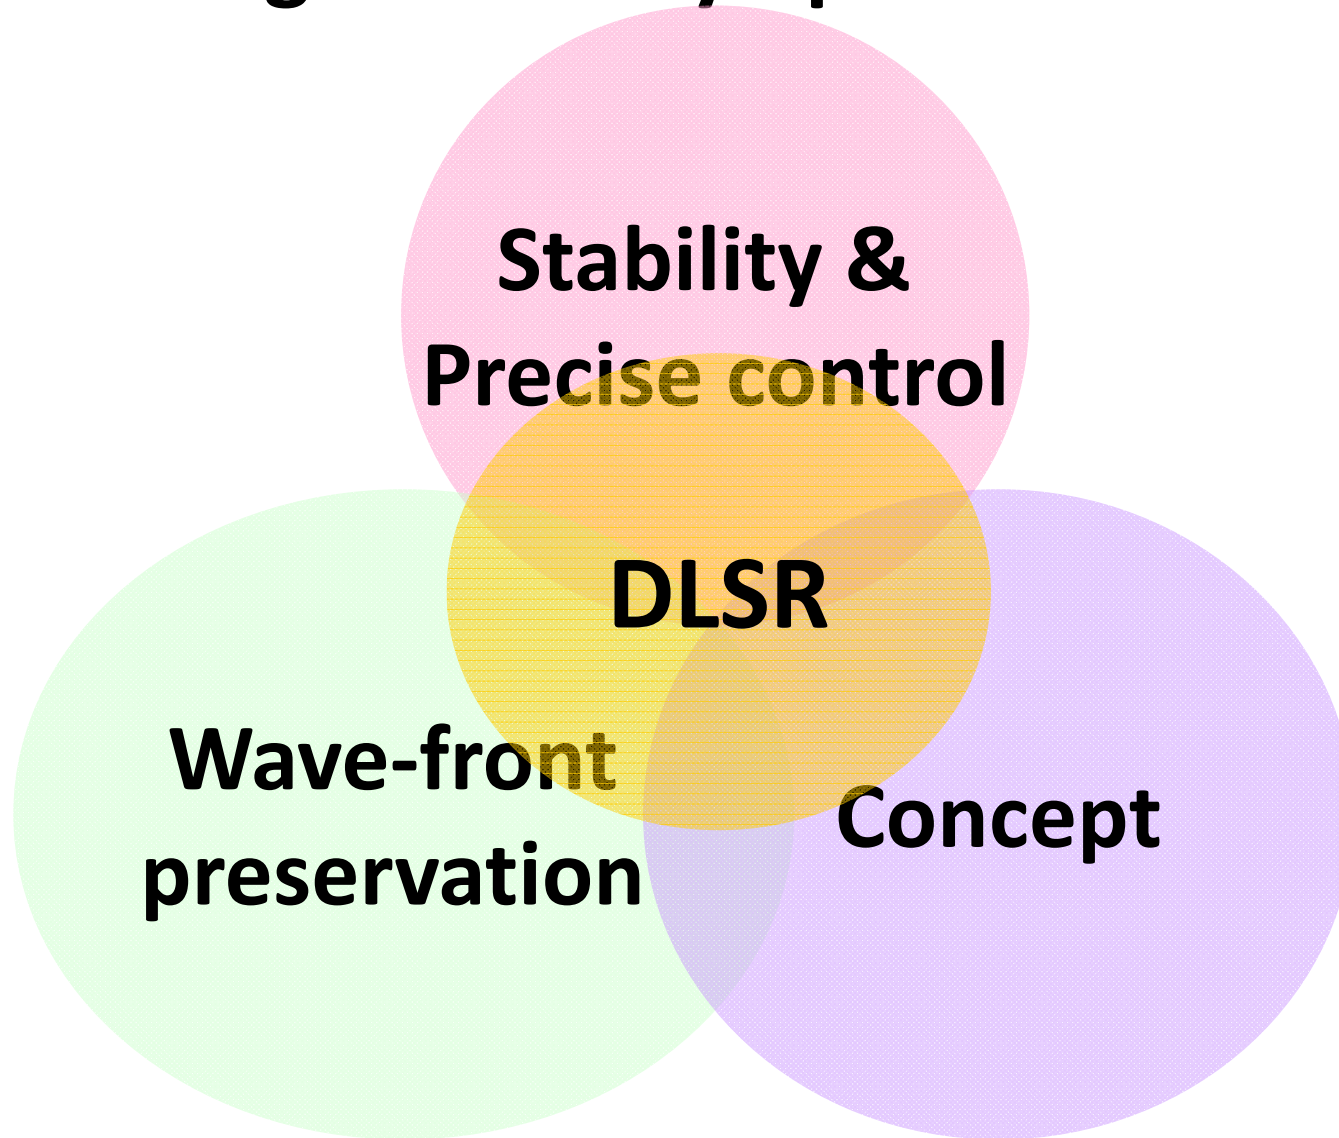 Stability &
Precise control
DLSR
Wave-front
preservation
Concept